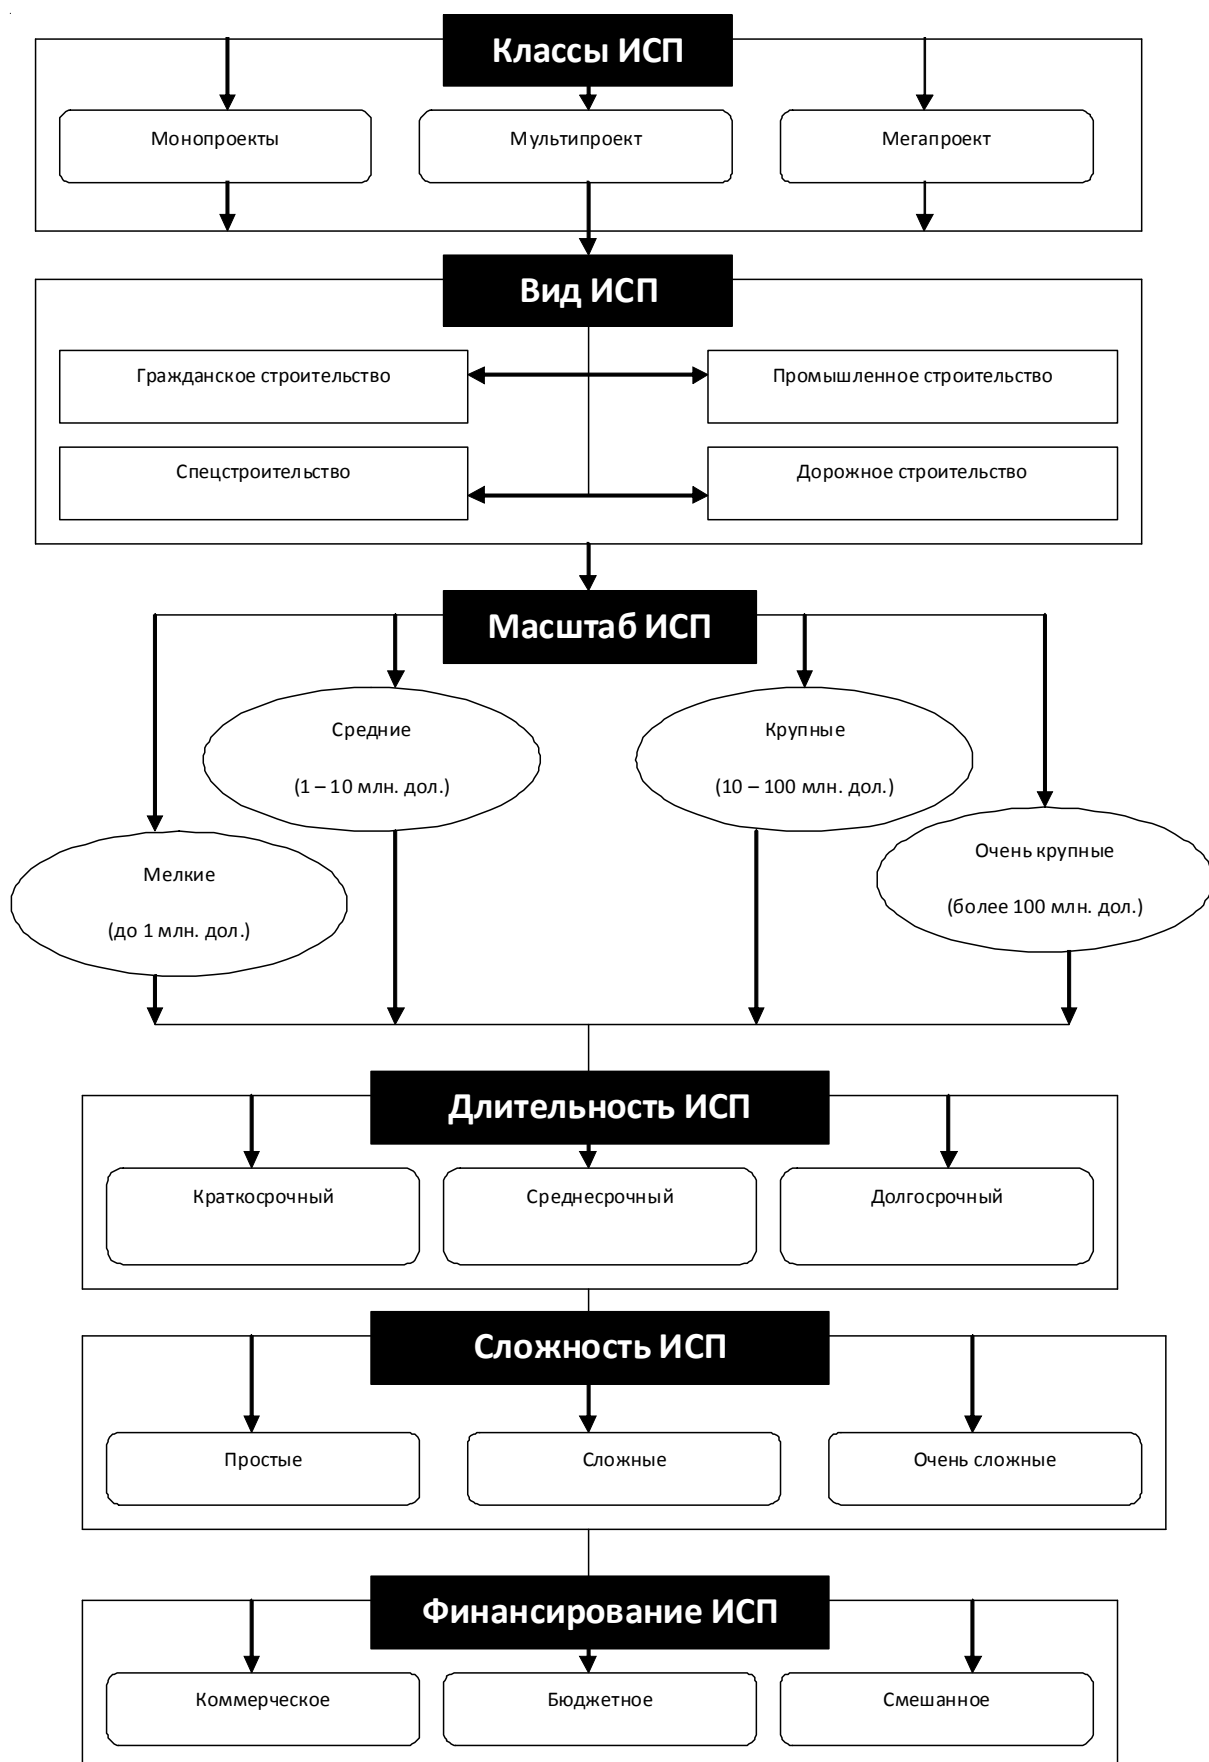 Классы ИСП
Монопроекты
Мультипроект
Мегапроект
Вид ИСП
Гражданское строительство
Промышленное строительство
Спецстроительство
Дорожное строительство
Масштаб ИСП
Средние
(1 – 10 млн. дол.)
Крупные
(10 – 100 млн. дол.)
Мелкие
(до 1 млн. дол.)
Очень крупные
(более 100 млн. дол.)
Длительность ИСП
Краткосрочный
Среднесрочный
Долгосрочный
Сложность ИСП
Простые
Сложные
Очень сложные
Финансирование ИСП
Коммерческое
Бюджетное
Смешанное